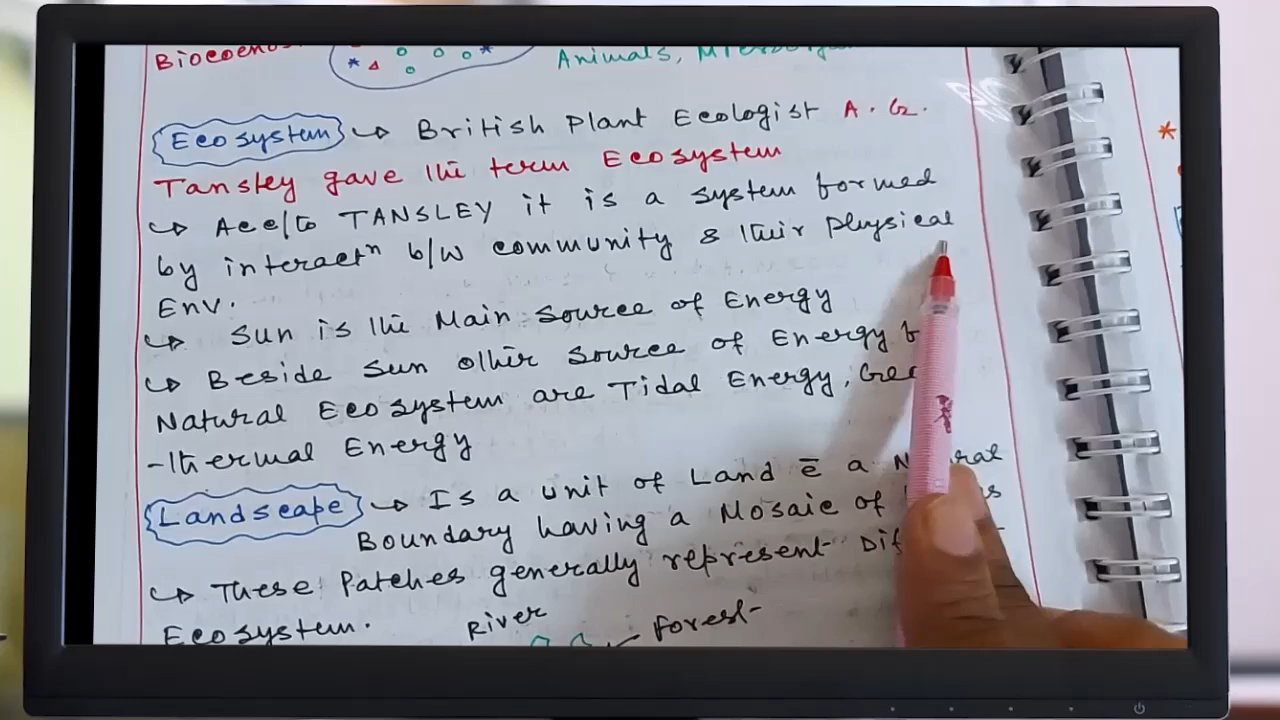 Animals,
Ecosystem ↳ British Plant Ecologist A. G.
Tansley gave the term Ecosystem
↳ Acc/to TANSLEY it is a system formed
by interactⁿ b/w community & their physical
Env.
↳ Sun is the Main source of Energy
↳ Beside sun other source of Energy
Natural Ecosystem are Tidal Energy,
-thermal Energy
Landscape ↳ Is a unit of Land c̄ a
Boundary having a Mosaic of
↳ These Patches generally represent
Ecosystem.
River
Forest